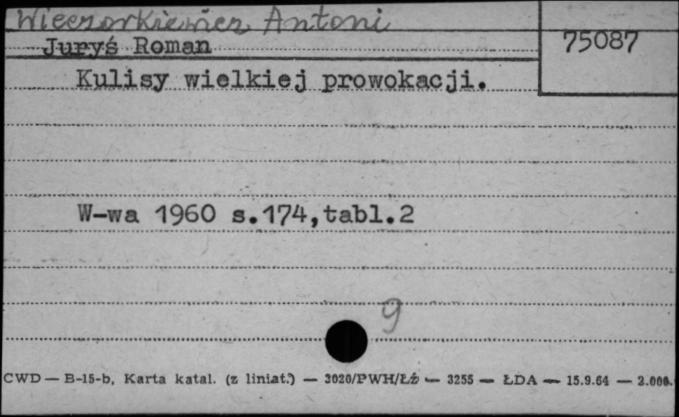 Wieczorkiewicz Antoni
Juryś Roman
75087
Kulisy wielkiej prowokacji.
W-wa 1960 s.174,tabl.2
9
CWD — B-15-b, Karta katal. (z liniat.) — 3020/PWH/Łż — 3255 — ŁDA — 15.9.64 — 2.000.